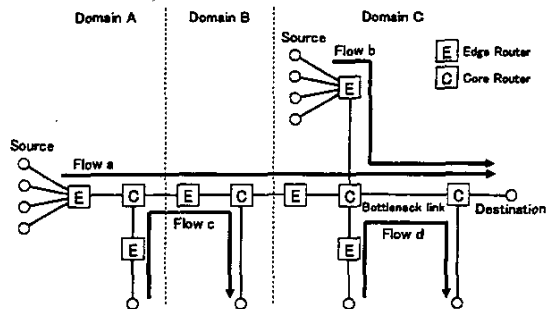 Domain A
Domain B
Domain C
Source
Flow b
E Edge Router
C Core Router
E
Source
Flow a
E
C
E
C
E
C
Bottleneck link
C
Destination
E
Flow c
E
Flow d